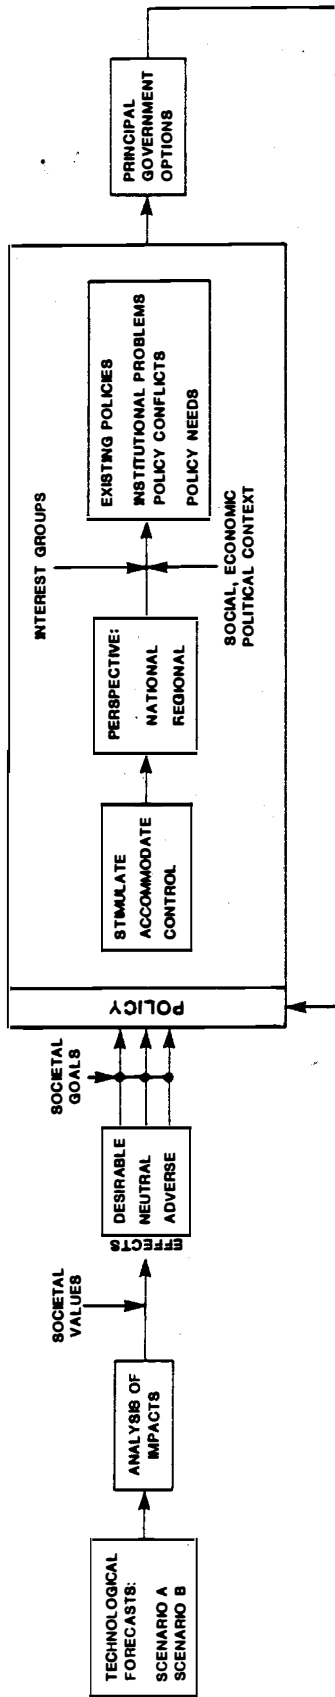 TECHNOLOGICAL
FORECASTS:
SCENARIO A
SCENARIO B
ANALYSIS OF
IMPACTS
SOCIETAL
VALUES
EFFECTS
DESIRABLE
NEUTRAL
ADVERSE
SOCIETAL
GOALS
POLICY
STIMULATE
ACCOMMODATE
CONTROL
PERSPECTIVE:
NATIONAL
REGIONAL
INTEREST GROUPS
SOCIAL, ECONOMIC
POLITICAL CONTEXT
EXISTING POLICIES
INSTITUTIONAL PROBLEMS
POLICY CONFLICTS
POLICY NEEDS
PRINCIPAL
GOVERNMENT
OPTIONS